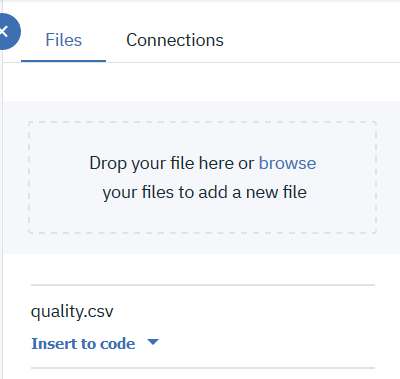 Files Connections
Drop your file here or browse
your files to add a new file
quality.csv
Insert to code